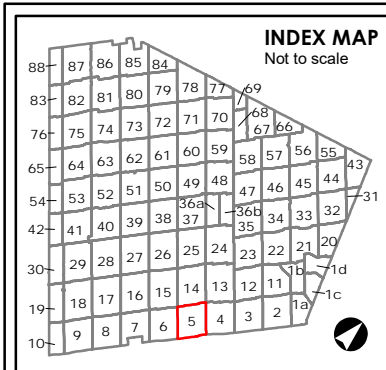 INDEX MAP
Not to scale
88 87 86 85 84
83 82 81 80 79 78 77 69
76 75 74 73 72 71 70 68 67 66
65 64 63 62 61 60 59 58 57 56 55 43
54 53 52 51 50 49 48 47 46 45 44 31
42 41 40 39 38 37 36a 36b 35 34 33 32
30 29 28 27 26 25 24 23 22 21 20
19 18 17 16 15 14 13 12 11 1b 1d
10 9 8 7 6 5 4 3 2 1a 1c